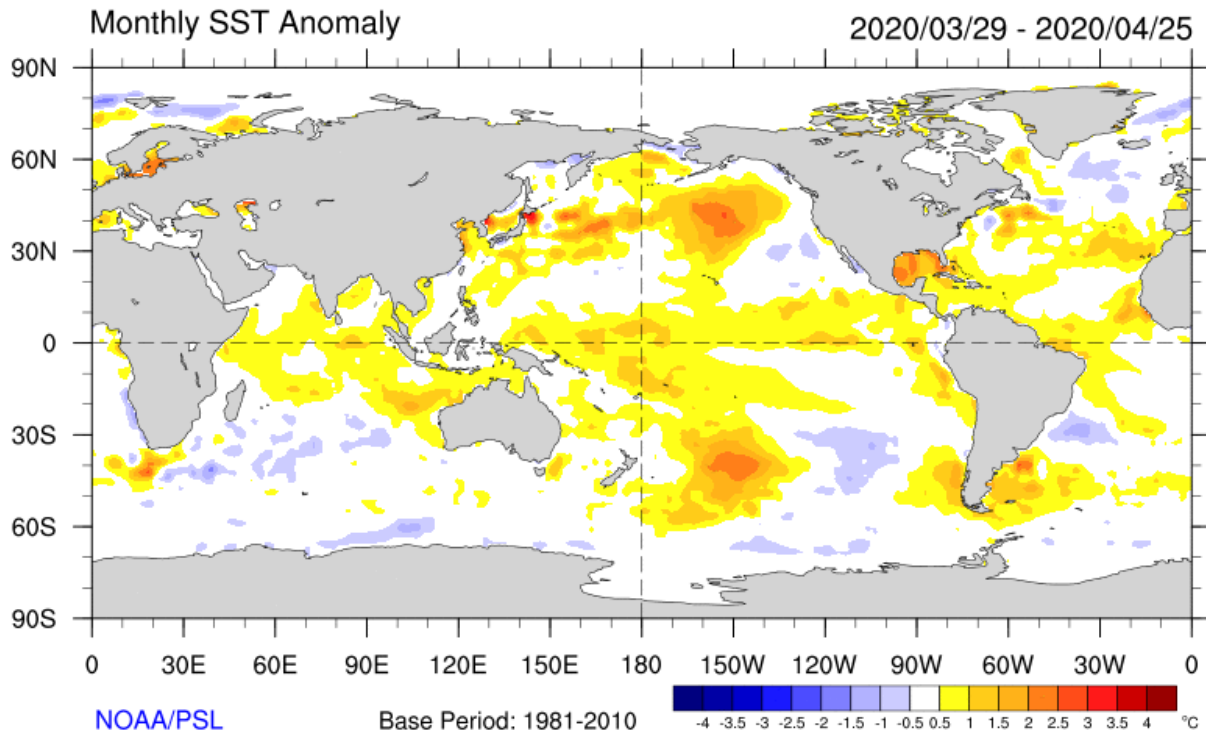 Monthly SST Anomaly 2020/03/29 - 2020/04/25
90N
60N
30N
0
30S
60S
90S
0 30E 60E 90E 120E 150E 180 150W 120W 90W 60W 30W 0
NOAA/PSL Base Period: 1981-2010
-4 -3.5 -3 -2.5 -2 -1.5 -1 -0.5 0.5 1 1.5 2 2.5 3 3.5 4 °C